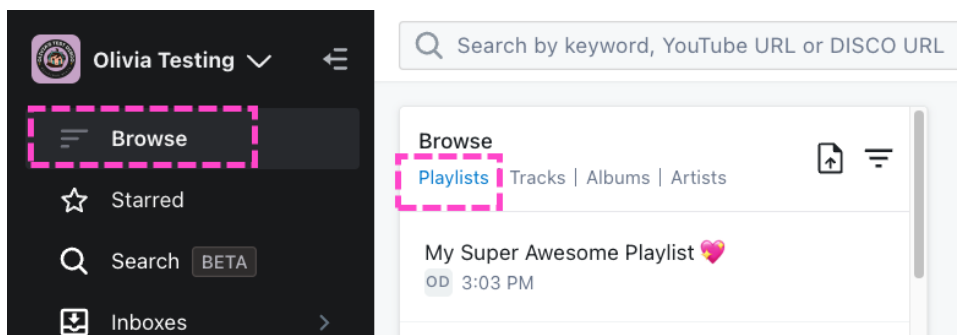 Olivia Testing
Browse
Starred
Search BETA
Inboxes
Search by keyword, YouTube URL or DISCO URL
Browse
Playlists | Tracks | Albums | Artists
My Super Awesome Playlist 💖
OD 3:03 PM